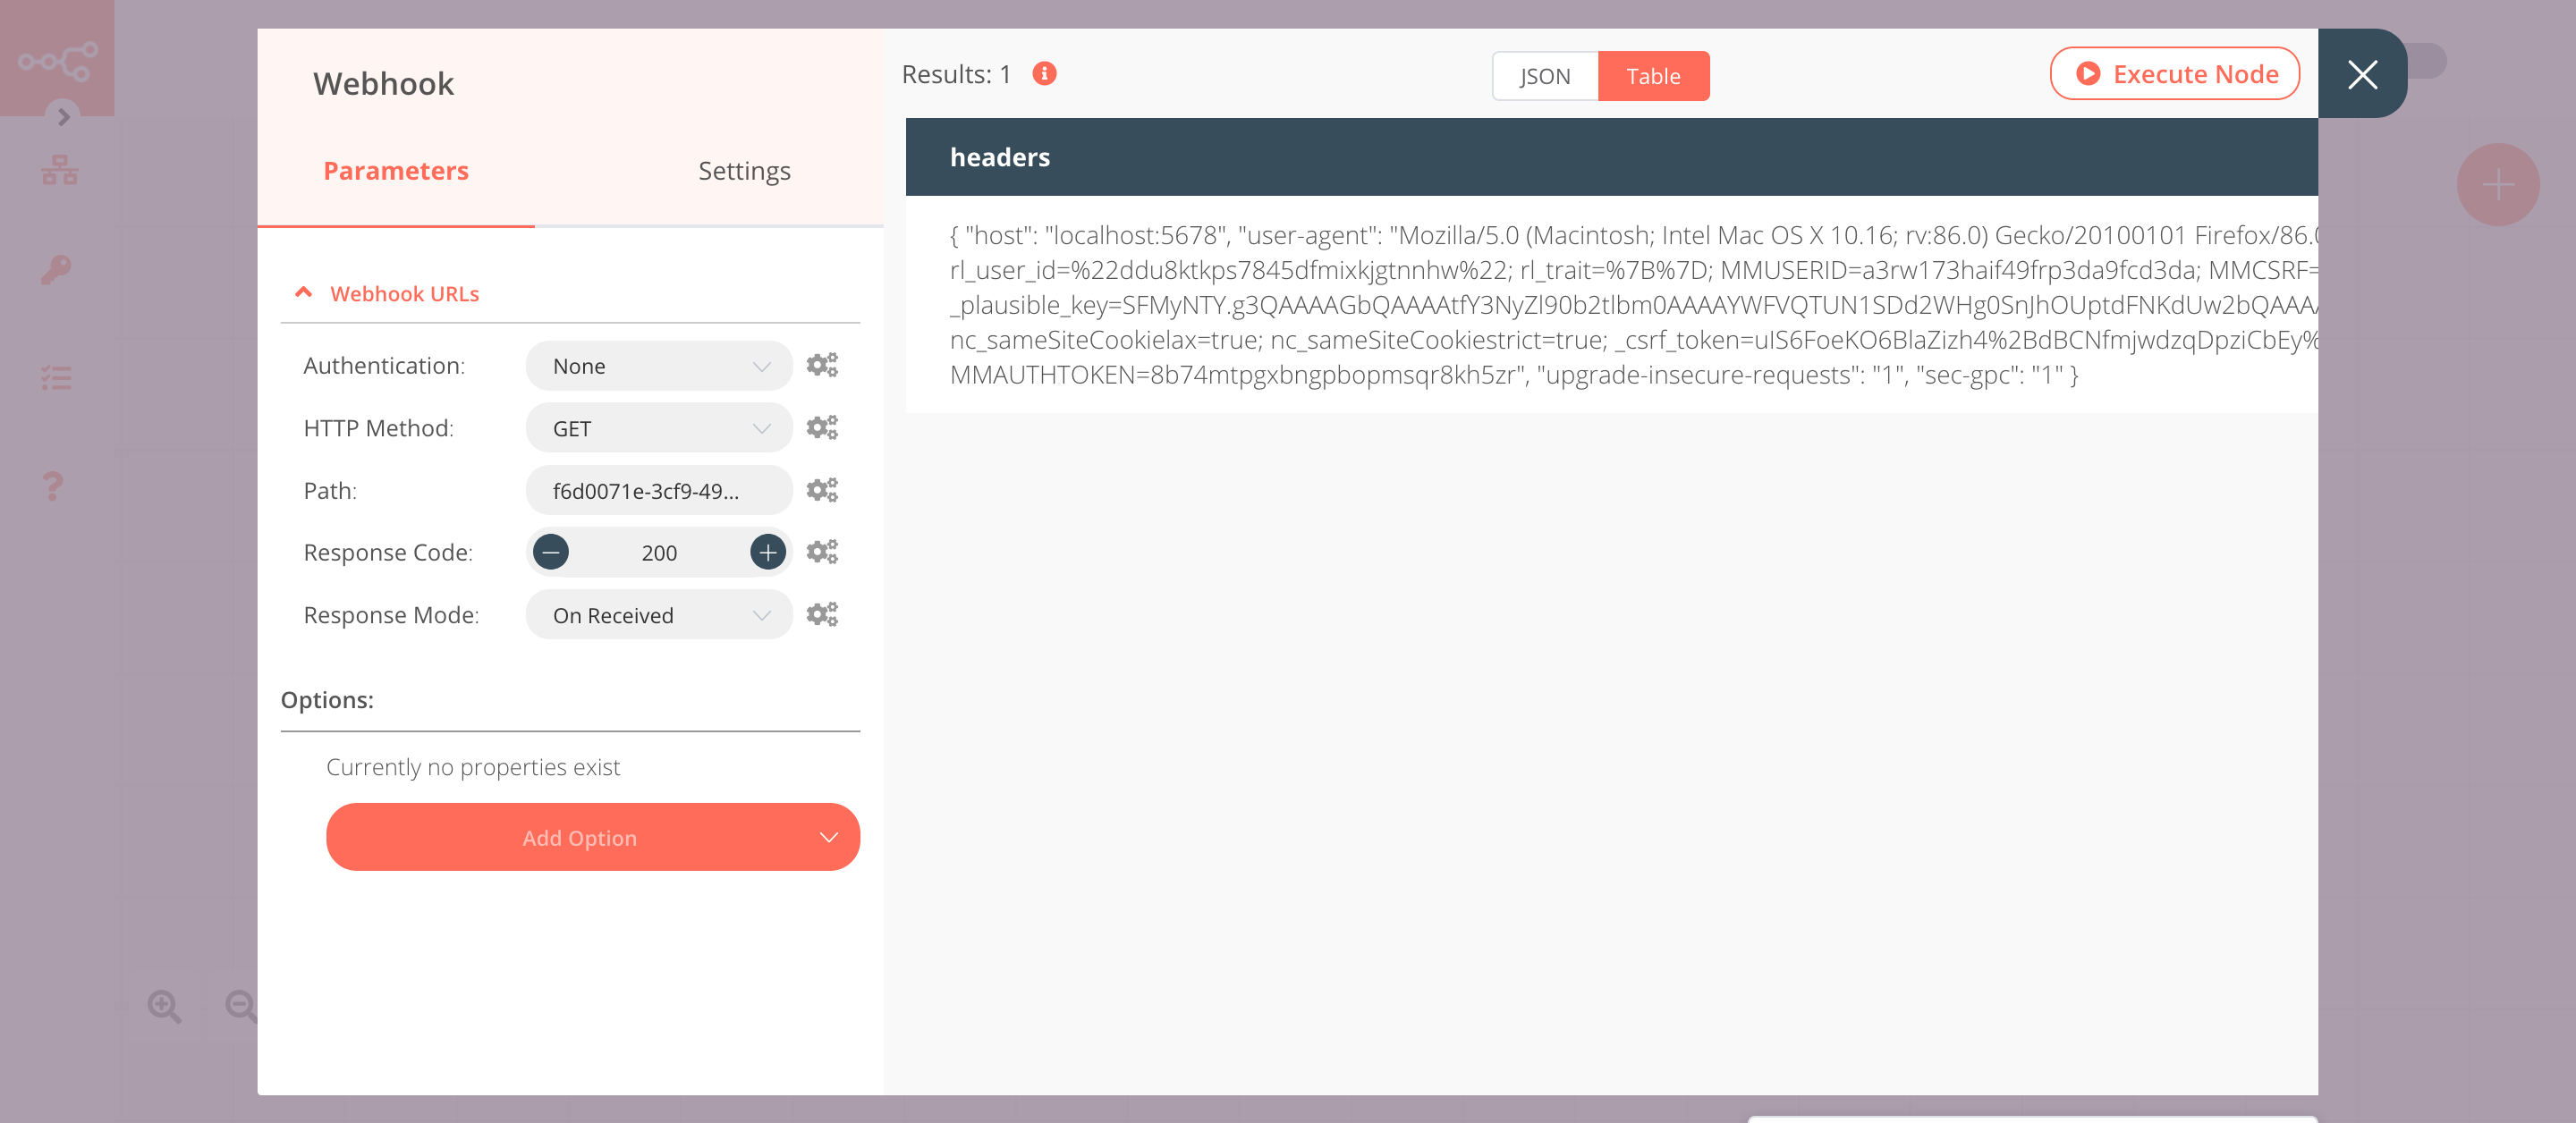 Webhook
Parameters
Settings
Webhook URLs
Authentication:
None
HTTP Method:
GET
Path:
f6d0071e-3cf9-49...
Response Code:
200
Response Mode:
On Received
Options:
Currently no properties exist
Add Option
Results: 1
JSON
Table
Execute Node
headers
{ "host": "localhost:5678", "user-agent": "Mozilla/5.0 (Macintosh; Intel Mac OS X 10.16; rv:86.0) Gecko/20100101 Firefox/86.0
rl_user_id=%22ddu8ktkps7845dfmixkjgtnnhw%22; rl_trait=%7B%7D; MMUSERID=a3rw173haif49frp3da9fcd3da; MMCSRF=
_plausible_key=SFMyNTY.g3QAAAAGbQAAAAtfY3NyZl90b2tlbm0AAAAYWFVQTUN1SDd2WHg0SnJhOUptdFNKdUw2bQAAA
nc_sameSiteCookielax=true; nc_sameSiteCookiestrict=true; _csrf_token=uIS6FoeKO6BlaZizh4%2BdBCNfmjwdzqDpziCbEy%
MMAUTHTOKEN=8b74mtpgxbngpbopmsqr8kh5zr", "upgrade-insecure-requests": "1", "sec-gpc": "1" }